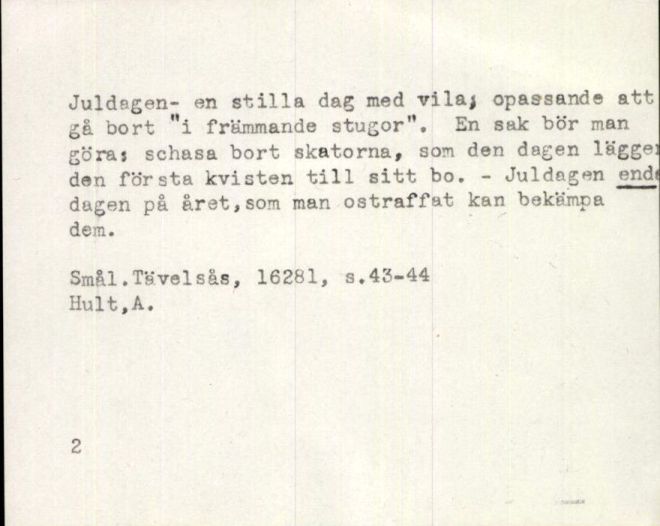 Juldagen- en stilla dag med vila; opassande att
gå bort "i främmande stugor". En sak bör man
göra: schasa bort skatorna, som den dagen lägge
den första kvisten till sitt bo. - Juldagen ende
dagen på året,som man ostraffat kan bekämpa
dem.
Smål.Tävelsås, 16281, s.43-44
Hult,A.
2